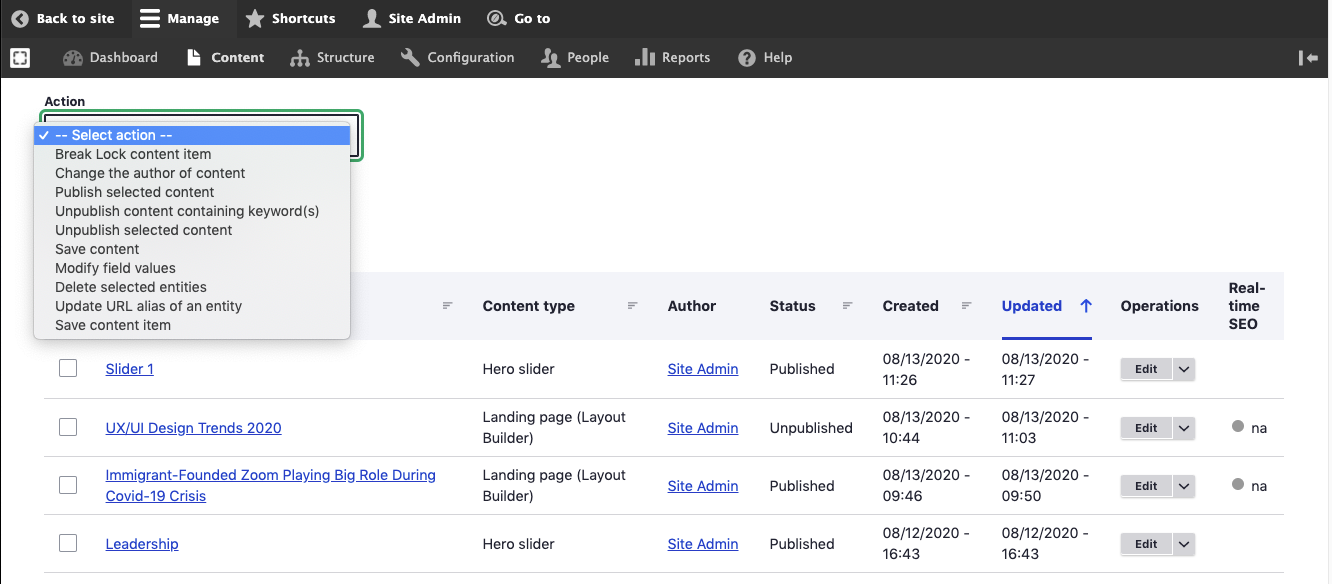 Back to site Manage Shortcuts Site Admin Go to
Dashboard Content Structure Configuration People Reports Help
Action
-- Select action --
Break Lock content item
Change the author of content
Publish selected content
Unpublish content containing keyword(s)
Unpublish selected content
Save content
Modify field values
Delete selected entities
Update URL alias of an entity
Save content item
Content type Author Status Created Updated Operations Real-
time
SEO
Slider 1 Hero slider Site Admin Published 08/13/2020 - 08/13/2020 - Edit
11:26 11:27
UX/UI Design Trends 2020 Landing page (Layout Site Admin Unpublished 08/13/2020 - 08/13/2020 - Edit na
Builder) 10:44 11:03
Immigrant-Founded Zoom Playing Big Role During Landing page (Layout Site Admin Published 08/13/2020 - 08/13/2020 - Edit na
Covid-19 Crisis Builder) 09:46 09:50
Leadership Hero slider Site Admin Published 08/12/2020 - 08/12/2020 - Edit
16:43 16:43